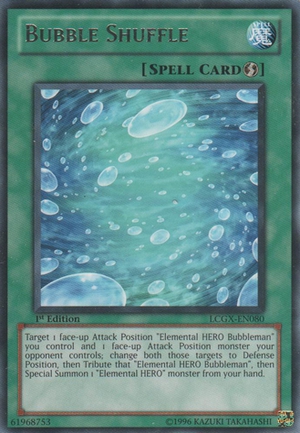 BUBBLE SHUFFLE
魔
[SPELL CARD]
1st Edition
LCGX-EN080
Target 1 face-up Attack Position "Elemental HERO Bubbleman"
you control and 1 face-up Attack Position monster your
opponent controls; change both those targets to Defense
Position, then Tribute that "Elemental HERO Bubbleman", then
Special Summon 1 "Elemental HERO" monster from your hand.
61968753
©1996 KAZUKI TAKAHASHI